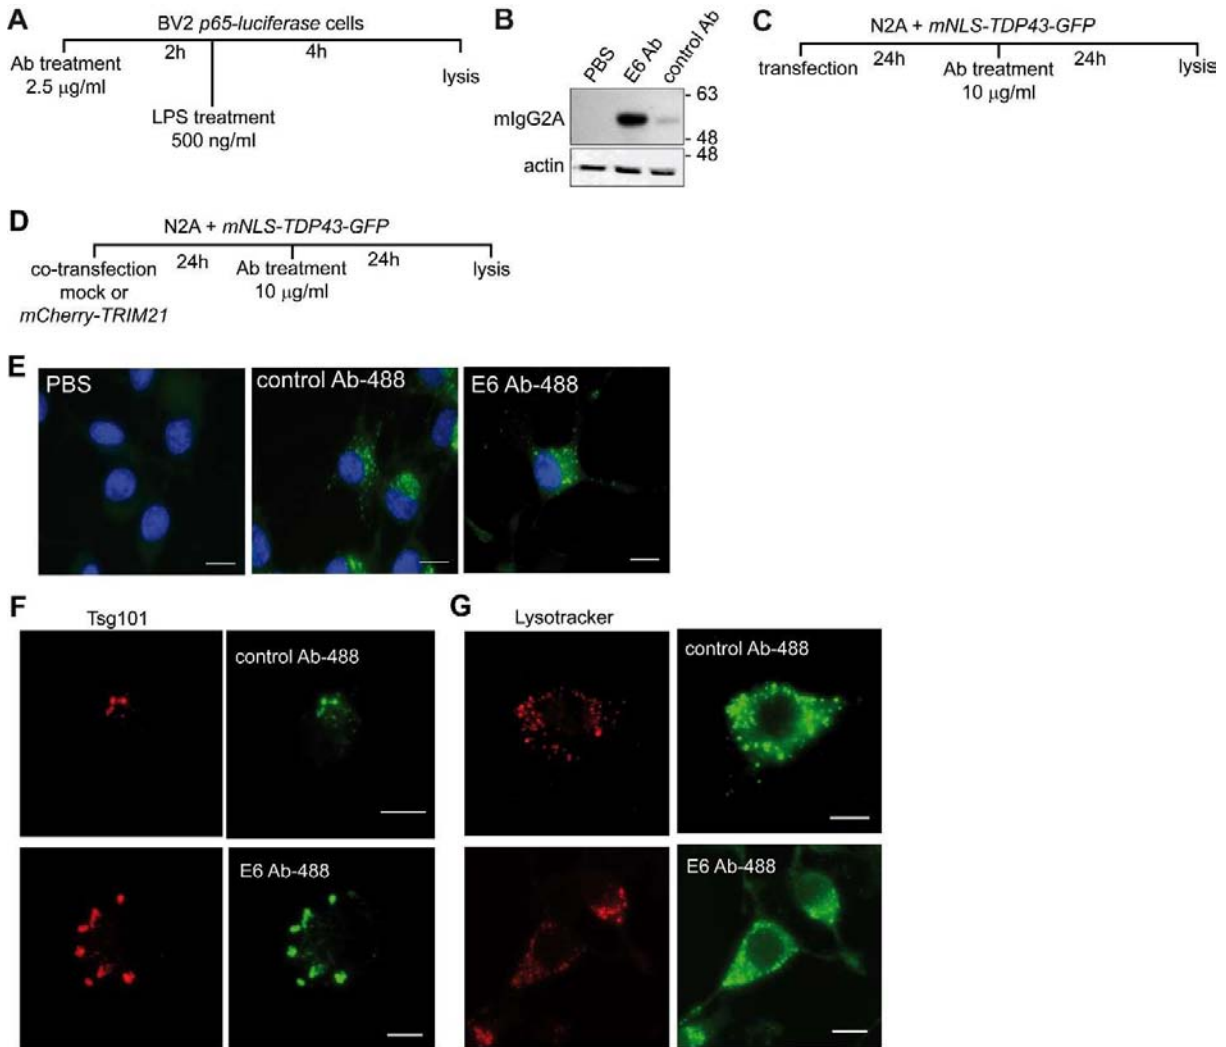 A
BV2 p65-luciferase cells
2h
4h
Ab treatment
2.5 μg/ml
lysis
LPS treatment
500 ng/ml
B
PBS
E6 Ab
control Ab
mIgG2A
63
48
actin
48
C
N2A + mNLS-TDP43-GFP
transfection
24h
Ab treatment
10 μg/ml
24h
lysis
D
N2A + mNLS-TDP43-GFP
co-transfection
mock or
mCherry-TRIM21
24h
Ab treatment
10 μg/ml
24h
lysis
E
PBS
control Ab-488
E6 Ab-488
F
Tsg101
control Ab-488
E6 Ab-488
G
Lysotracker
control Ab-488
E6 Ab-488